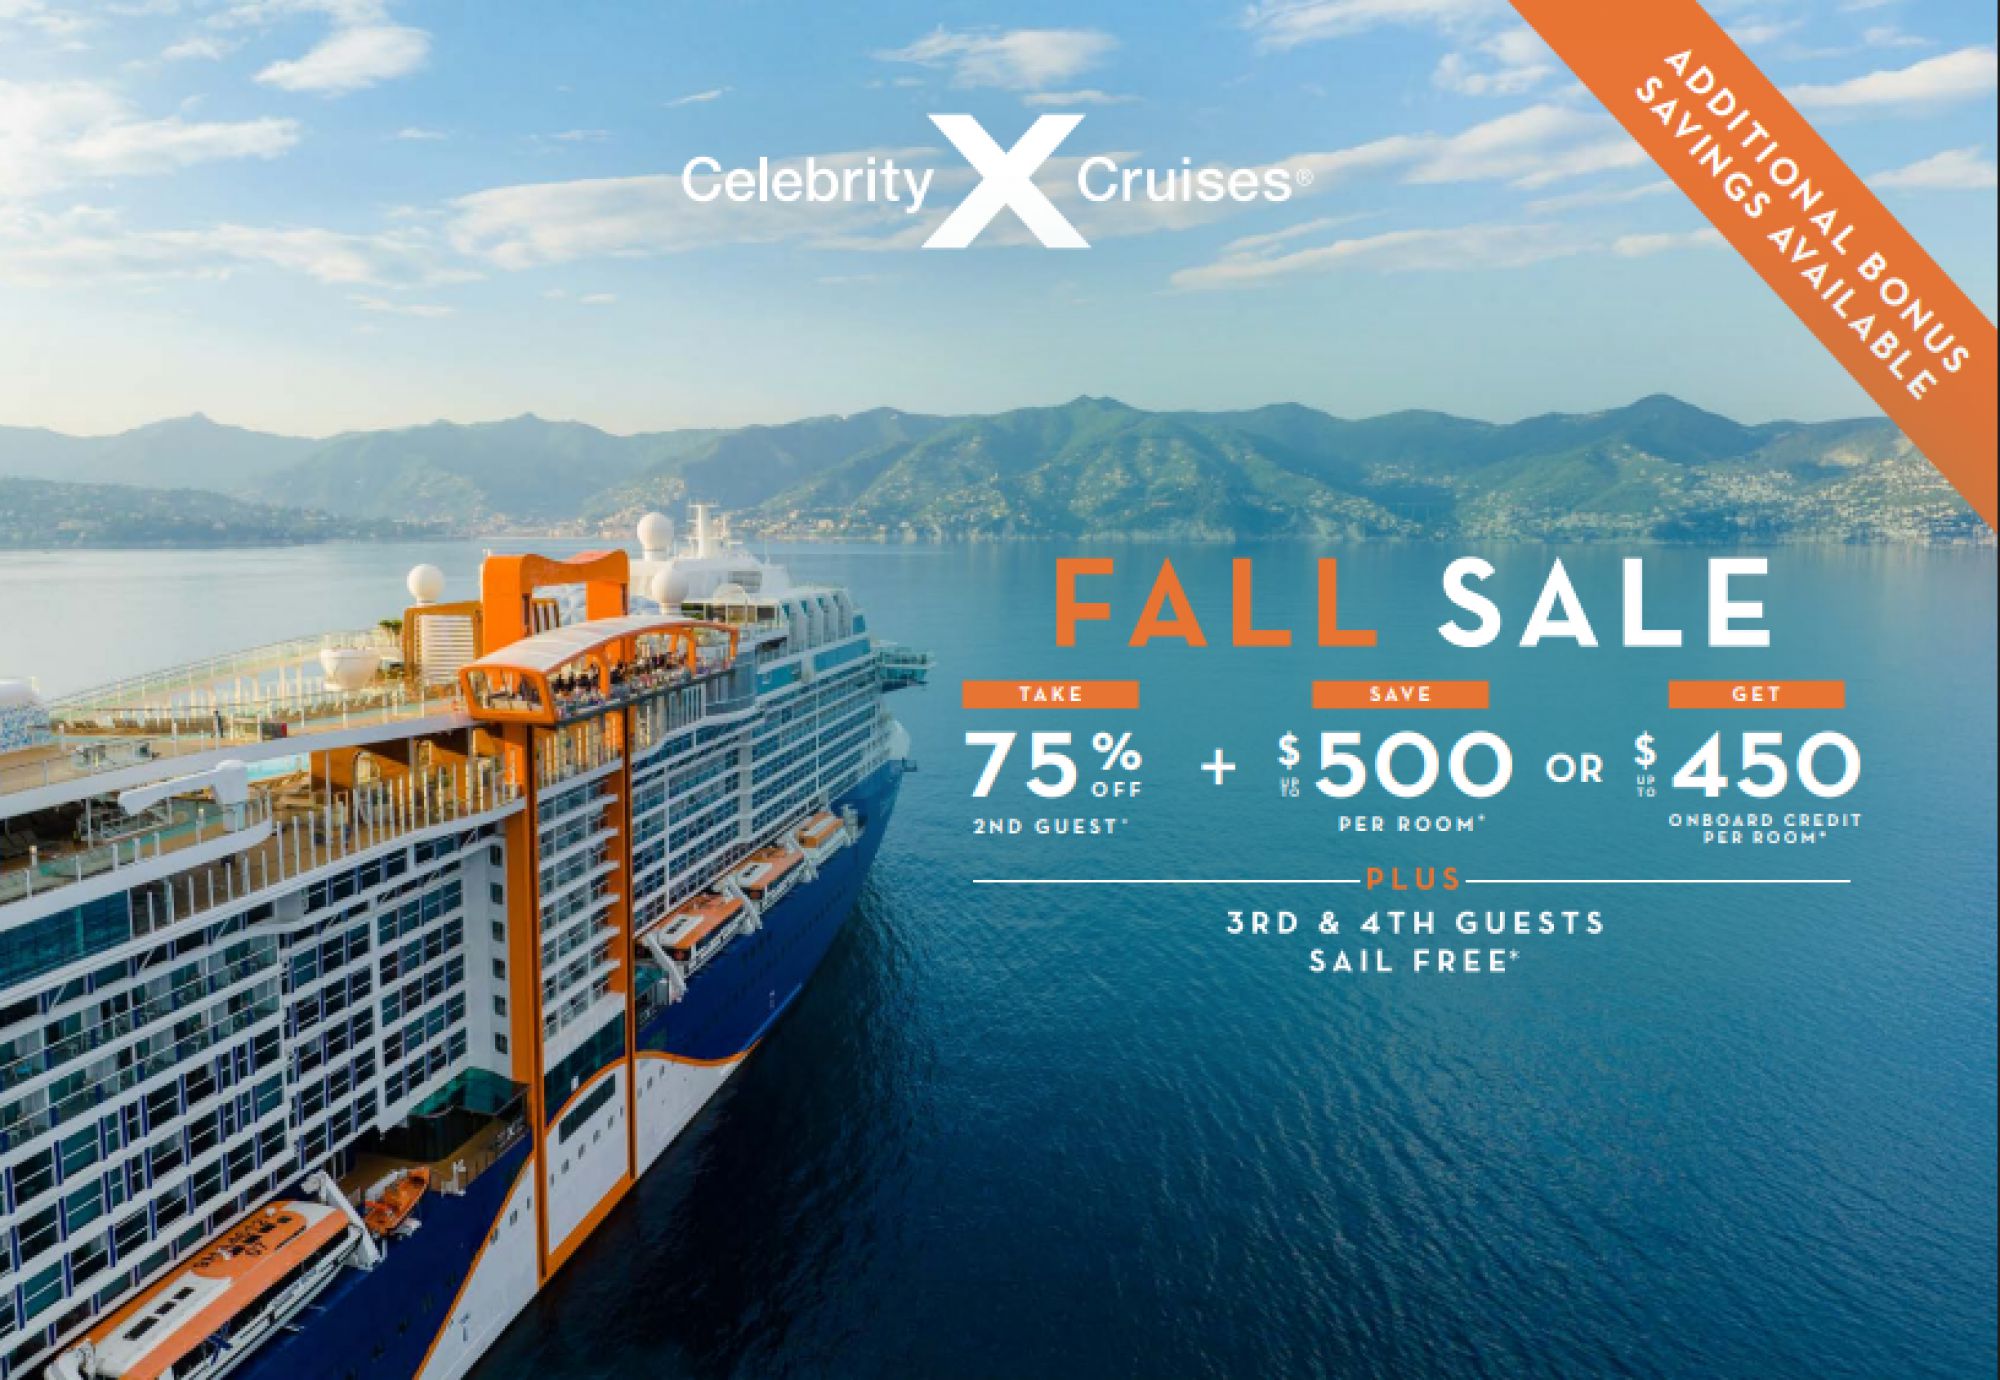 Celebrity X Cruises®
ADDITIONAL BONUS
SAVINGS AVAILABLE
FALL SALE
TAKE
75% OFF
2ND GUEST*
+
SAVE
UP TO $500
PER ROOM*
OR
GET
UP TO $450
ONBOARD CREDIT
PER ROOM*
PLUS
3RD & 4TH GUESTS
SAIL FREE*